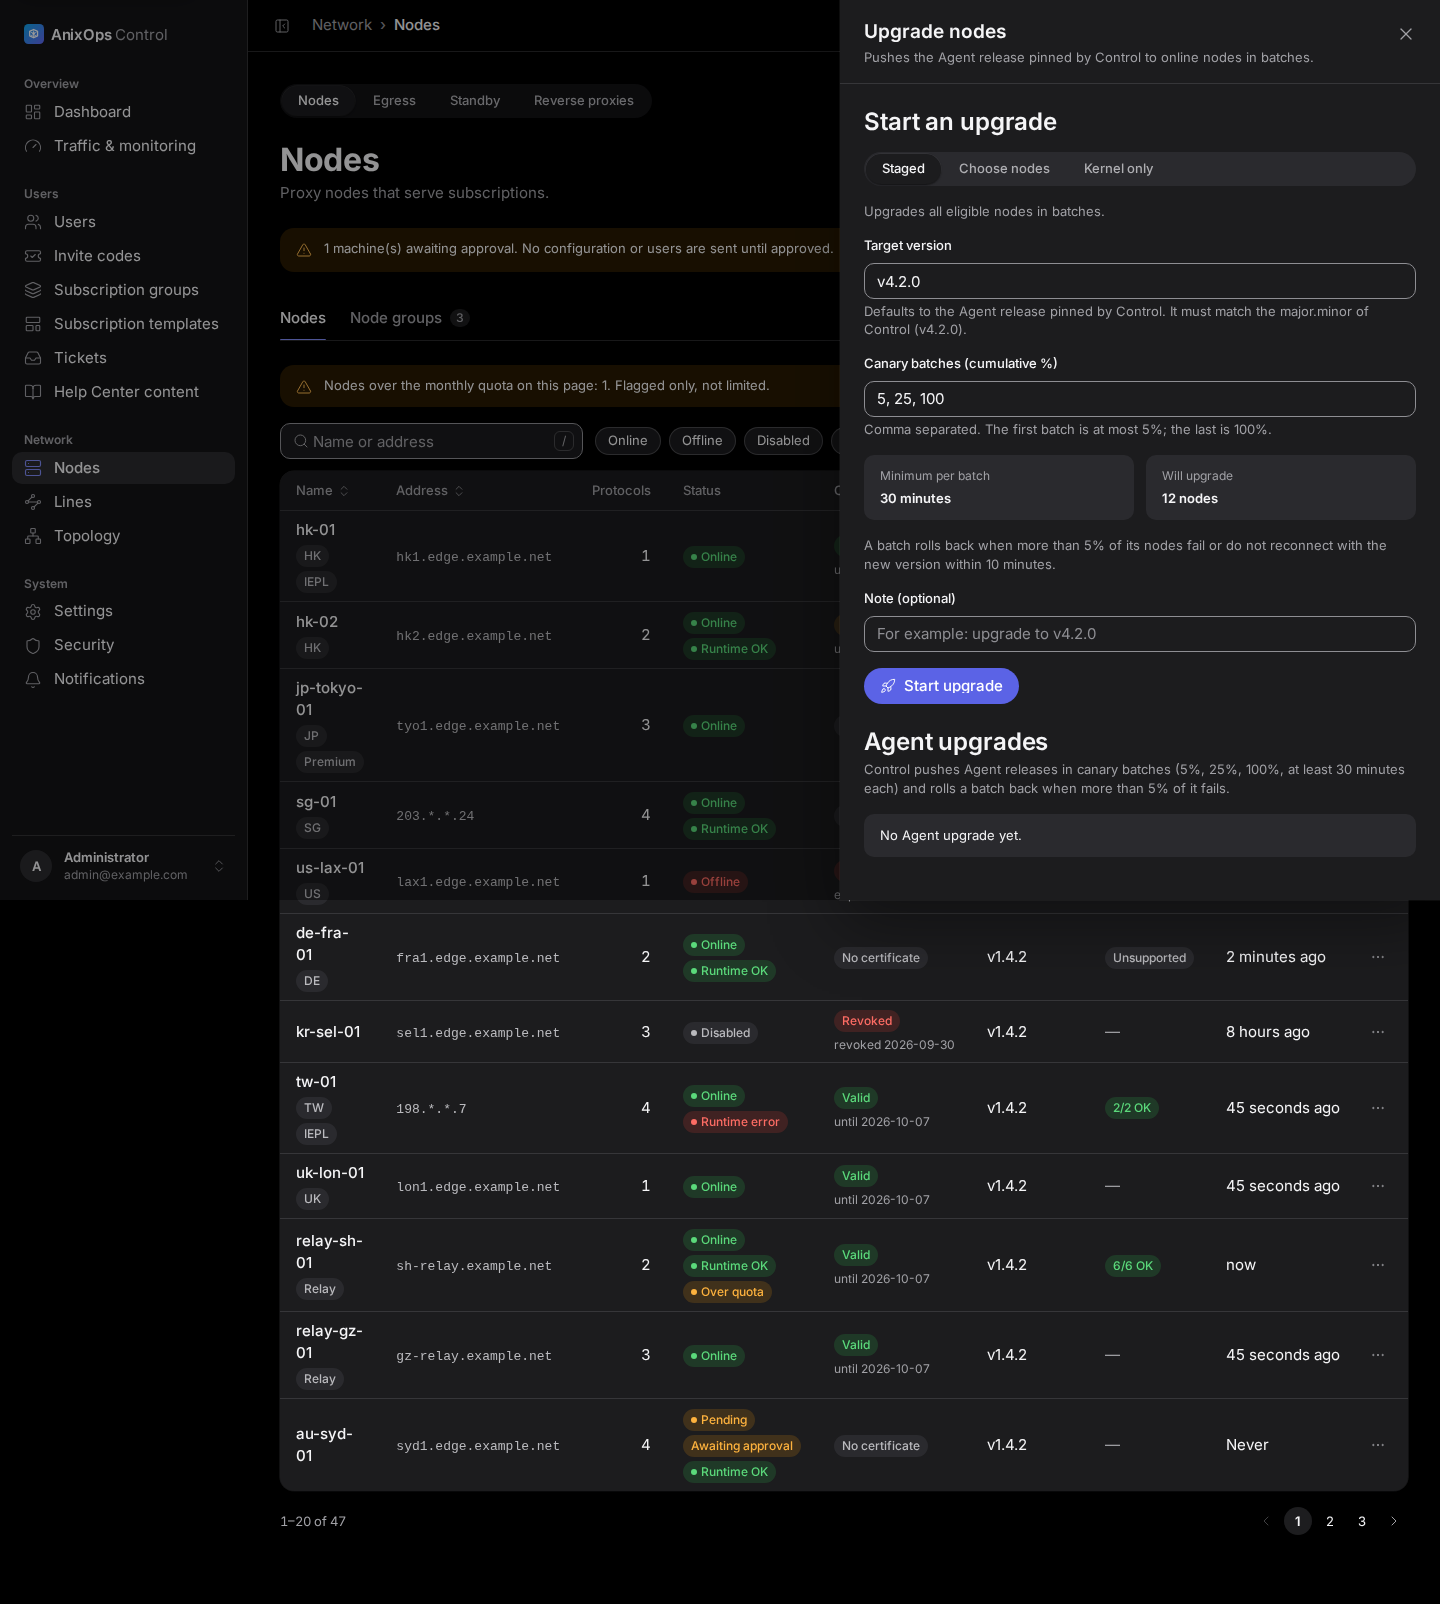 AnixOps Control
Overview
Dashboard
Traffic & monitoring
Users
Users
Invite codes
Subscription groups
Subscription templates
Tickets
Help Center content
Network
Nodes
Lines
Topology
System
Settings
Security
Notifications
A
Administrator
admin@example.com
Network › Nodes
Nodes Egress Standby Reverse proxies
Nodes
Proxy nodes that serve subscriptions.
1 machine(s) awaiting approval. No configuration or users are sent until approved.
Nodes Node groups 3
Nodes over the monthly quota on this page: 1. Flagged only, not limited.
Name or address / Online Offline Disabled
Name Address Protocols Status
hk-01
HK
IEPL
hk1.edge.example.net 1 Online
hk-02
HK
hk2.edge.example.net 2 Online
Runtime OK
jp-tokyo-
01
JP
Premium
tyo1.edge.example.net 3 Online
sg-01
SG
203.*.*.24 4 Online
Runtime OK
us-lax-01
US
lax1.edge.example.net 1 Offline
de-fra-
01
DE
fra1.edge.example.net 2 Online
Runtime OK
No certificate v1.4.2 Unsupported 2 minutes ago ···
kr-sel-01 sel1.edge.example.net 3 Disabled Revoked
revoked 2026-09-30
v1.4.2 — 8 hours ago ···
tw-01
TW
IEPL
198.*.*.7 4 Online
Runtime error
Valid
until 2026-10-07
v1.4.2 2/2 OK 45 seconds ago ···
uk-lon-01
UK
lon1.edge.example.net 1 Online Valid
until 2026-10-07
v1.4.2 — 45 seconds ago ···
relay-sh-
01
Relay
sh-relay.example.net 2 Online
Runtime OK
Over quota
Valid
until 2026-10-07
v1.4.2 6/6 OK now ···
relay-gz-
01
Relay
gz-relay.example.net 3 Online Valid
until 2026-10-07
v1.4.2 — 45 seconds ago ···
au-syd-
01
syd1.edge.example.net 4 Pending
Awaiting approval
Runtime OK
No certificate v1.4.2 — Never ···
1–20 of 47
1 2 3
Upgrade nodes
Pushes the Agent release pinned by Control to online nodes in batches.
Start an upgrade
Staged Choose nodes Kernel only
Upgrades all eligible nodes in batches.
Target version
v4.2.0
Defaults to the Agent release pinned by Control. It must match the major.minor of
Control (v4.2.0).
Canary batches (cumulative %)
5, 25, 100
Comma separated. The first batch is at most 5%; the last is 100%.
Minimum per batch
30 minutes
Will upgrade
12 nodes
A batch rolls back when more than 5% of its nodes fail or do not reconnect with the
new version within 10 minutes.
Note (optional)
For example: upgrade to v4.2.0
Start upgrade
Agent upgrades
Control pushes Agent releases in canary batches (5%, 25%, 100%, at least 30 minutes
each) and rolls a batch back when more than 5% of it fails.
No Agent upgrade yet.